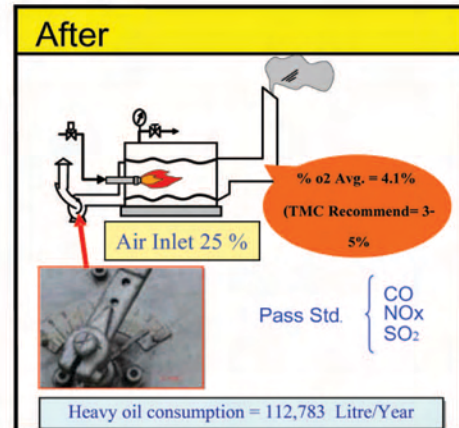 After
% o2 Avg. = 4.1%
(TMC Recommend= 3-
5%
Air Inlet 25 %
Pass Std.
CO
NOx
SO2
Heavy oil consumption = 112,783 Litre/Year